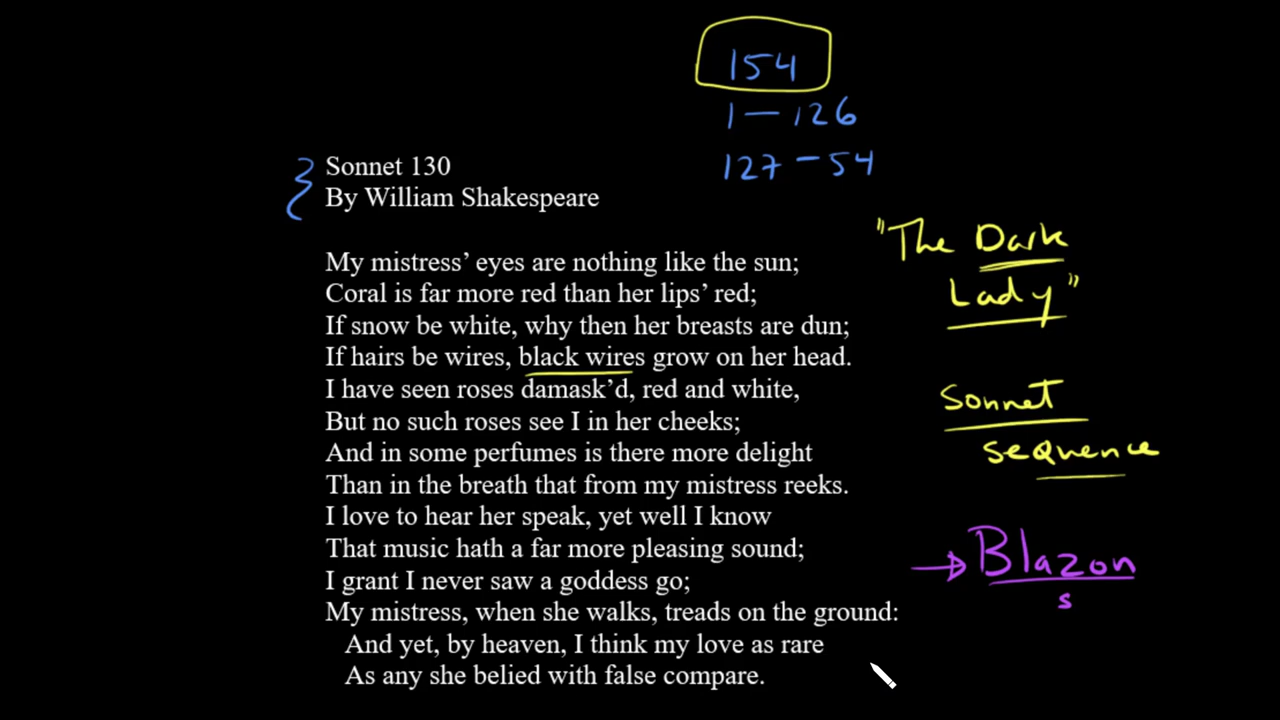 154
1 — 126
127 - 54
Sonnet 130
By William Shakespeare
My mistress’ eyes are nothing like the sun;
Coral is far more red than her lips’ red;
If snow be white, why then her breasts are dun;
If hairs be wires, black wires grow on her head.
I have seen roses damask’d, red and white,
But no such roses see I in her cheeks;
And in some perfumes is there more delight
Than in the breath that from my mistress reeks.
I love to hear her speak, yet well I know
That music hath a far more pleasing sound;
I grant I never saw a goddess go;
My mistress, when she walks, treads on the ground:
And yet, by heaven, I think my love as rare
As any she belied with false compare.
"The Dark
Lady"
Sonnet
sequence
Blazon
s